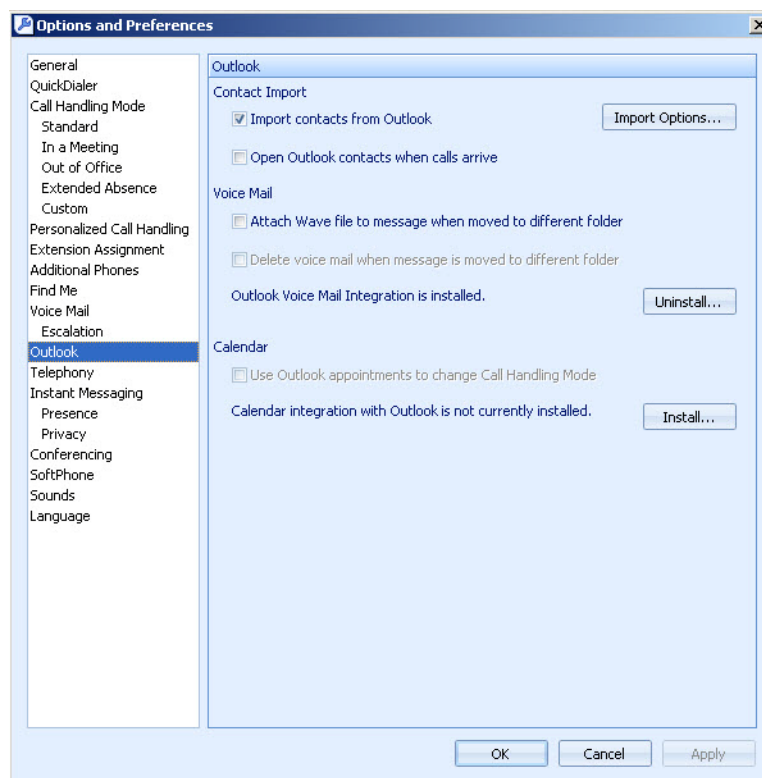 Options and Preferences
General
QuickDialer
Call Handling Mode
Standard
In a Meeting
Out of Office
Extended Absence
Custom
Personalized Call Handling
Extension Assignment
Additional Phones
Find Me
Voice Mail
Escalation
Outlook
Telephony
Instant Messaging
Presence
Privacy
Conferencing
SoftPhone
Sounds
Language
Outlook
Contact Import
Import contacts from Outlook
Import Options...
Open Outlook contacts when calls arrive
Voice Mail
Attach Wave file to message when moved to different folder
Delete voice mail when message is moved to different folder
Outlook Voice Mail Integration is installed.
Uninstall...
Calendar
Use Outlook appointments to change Call Handling Mode
Calendar integration with Outlook is not currently installed.
Install...
OK
Cancel
Apply